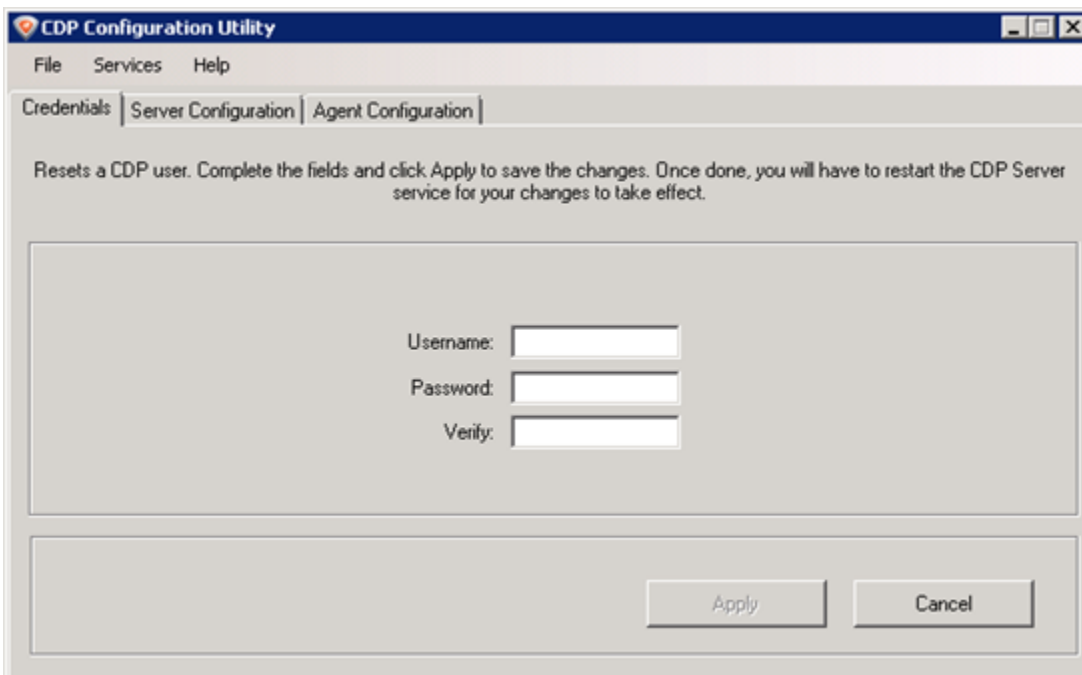 CDP Configuration Utility
File Services Help
Credentials Server Configuration Agent Configuration
Resets a CDP user. Complete the fields and click Apply to save the changes. Once done, you will have to restart the CDP Server
service for your changes to take effect.
Username:
Password:
Verify:
Apply Cancel